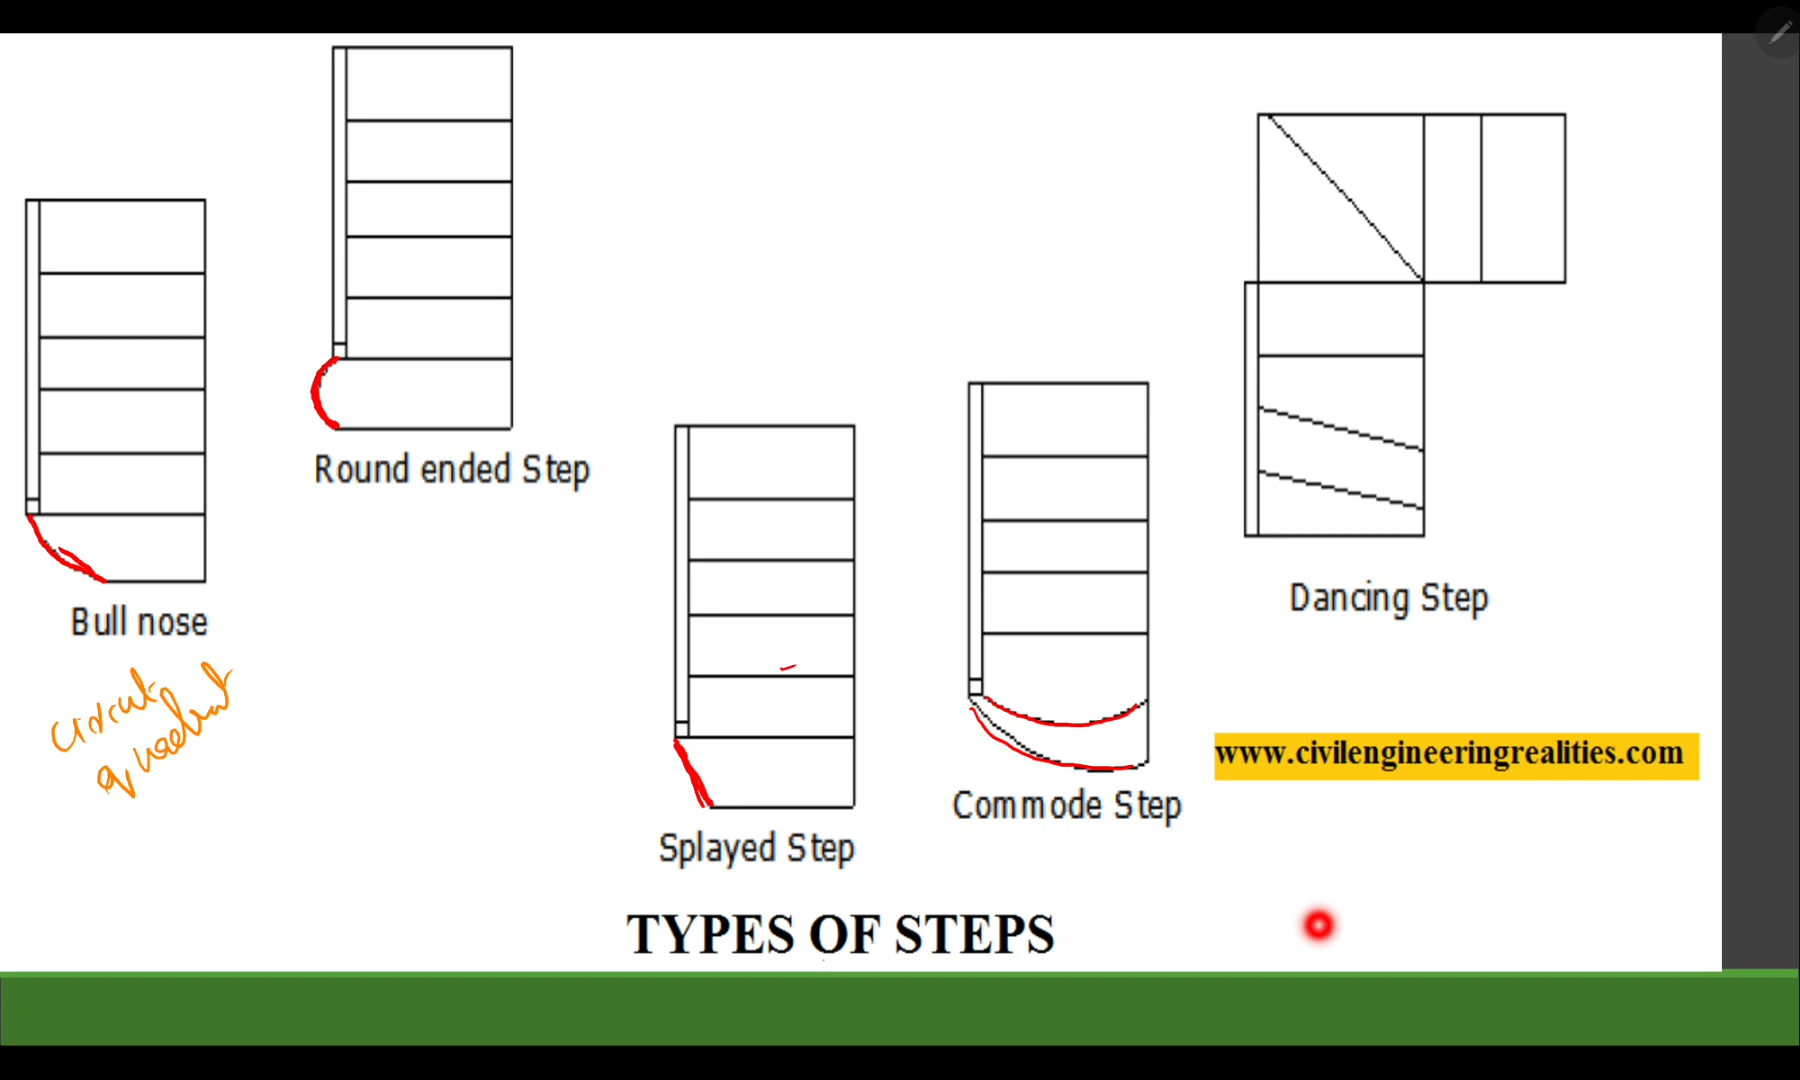 Round ended Step
Dancing Step
Bull nose
www.civilengineeringrealities.com
Commode Step
Splayed Step
TYPES OF STEPS